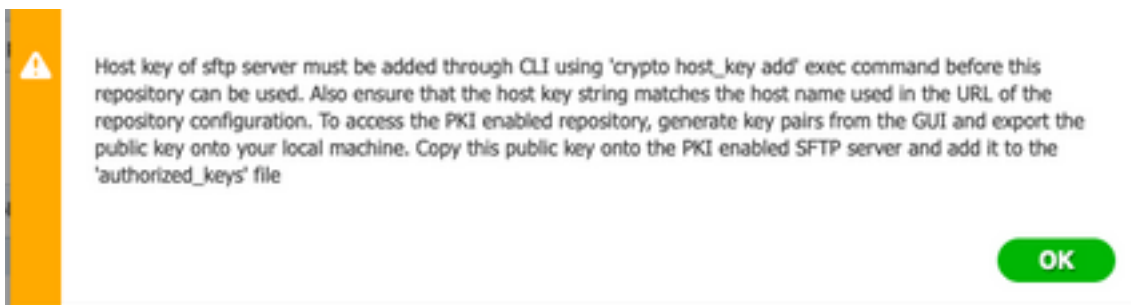 Host key of sftp server must be added through CLI using 'crypto host_key add' exec command before this
repository can be used. Also ensure that the host key string matches the host name used in the URL of the
repository configuration. To access the PKI enabled repository, generate key pairs from the GUI and export the
public key onto your local machine. Copy this public key onto the PKI enabled SFTP server and add it to the
'authorized_keys' file
OK